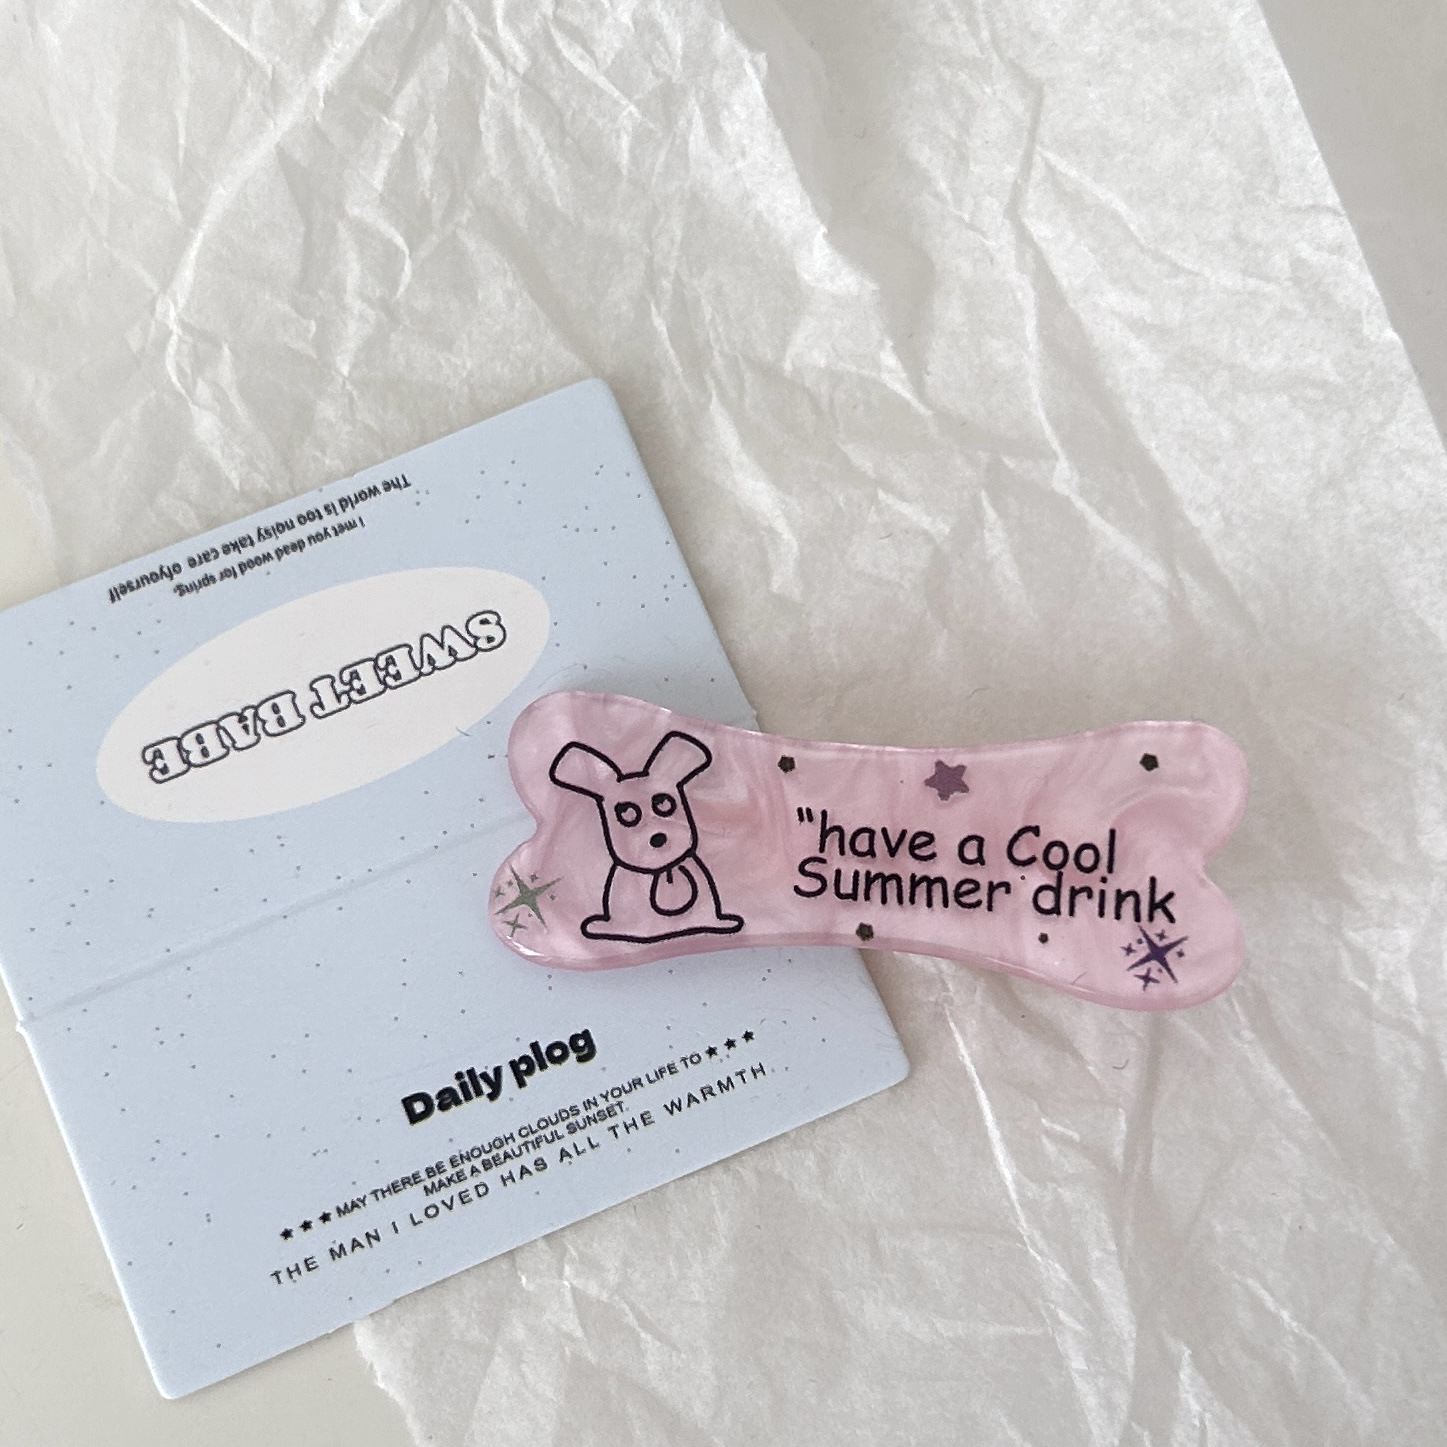 The world is too noisy take care ofyourself
I met you dead wood for spring,
SWEET BABE
"have a Cool
Summer drink
Daily plog
★★★MAY THERE BE ENOUGH CLOUDS IN YOUR LIFE TO★★★
MAKE A BEAUTIFUL SUNSET.
THE MAN I LOVED HAS ALL THE WARMTH.